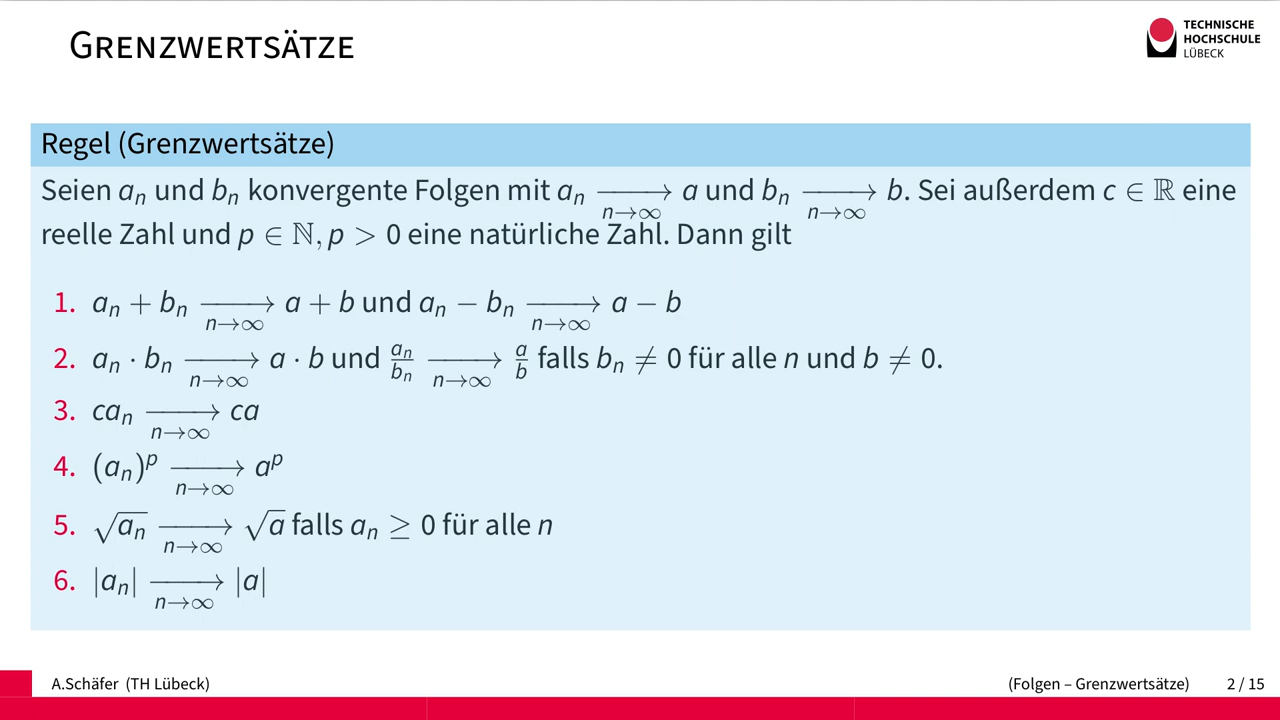 GRENZWERTSÄTZE
TECHNISCHE
HOCHSCHULE
LÜBECK
Regel (Grenzwertsätze)
Seien aₙ und bₙ konvergente Folgen mit aₙ ⟶ a und bₙ ⟶ b. Sei außerdem c ∈ ℝ eine
n→∞ n→∞
reelle Zahl und p ∈ ℕ, p > 0 eine natürliche Zahl. Dann gilt
1. aₙ + bₙ ⟶ a + b und aₙ − bₙ ⟶ a − b
n→∞ n→∞
2. aₙ · bₙ ⟶ a · b und aₙ/bₙ ⟶ a/b falls bₙ ≠ 0 für alle n und b ≠ 0.
n→∞ n→∞
3. caₙ ⟶ ca
n→∞
4. (aₙ)ᵖ ⟶ aᵖ
n→∞
5. √aₙ ⟶ √a falls aₙ ≥ 0 für alle n
n→∞
6. |aₙ| ⟶ |a|
n→∞
A.Schäfer (TH Lübeck)
(Folgen – Grenzwertsätze) 2 / 15